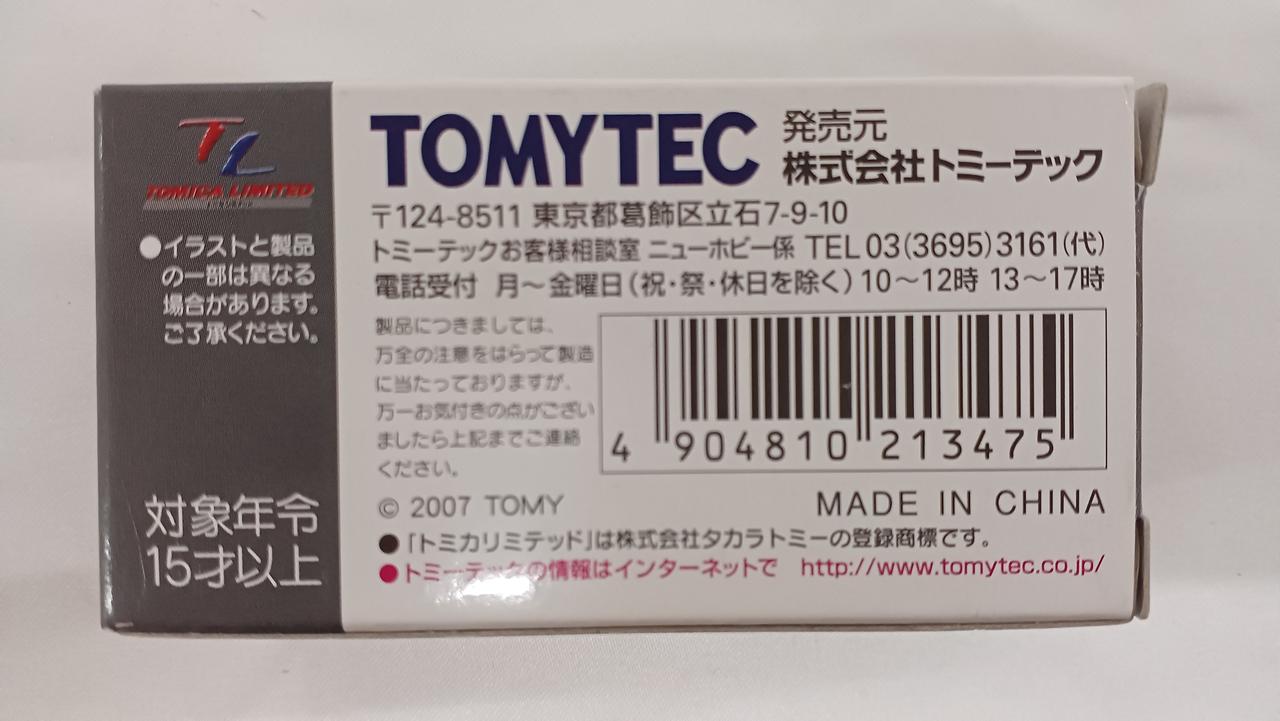 TL
TOMICA LIMITED
●イラストと製品
の一部は異なる
場合があります。
ご了承ください。
対象年令
15才以上
TOMYTEC
発売元
株式会社トミーテック
〒124-8511 東京都葛飾区立石7-9-10
トミーテックお客様相談室 ニューホビー係 TEL 03(3695)3161(代)
電話受付 月～金曜日(祝・祭・休日を除く) 10～12時 13～17時
製品につきましては、
万全の注意をはらって製造
に当たっておりますが、
万一お気付きの点がござい
ましたら上記までご連絡
ください。
4 904810 213475
© 2007 TOMY
MADE IN CHINA
●「トミカリミテッド」は株式会社タカラトミーの登録商標です。
●トミーテックの情報はインターネットで http://www.tomytec.co.jp/